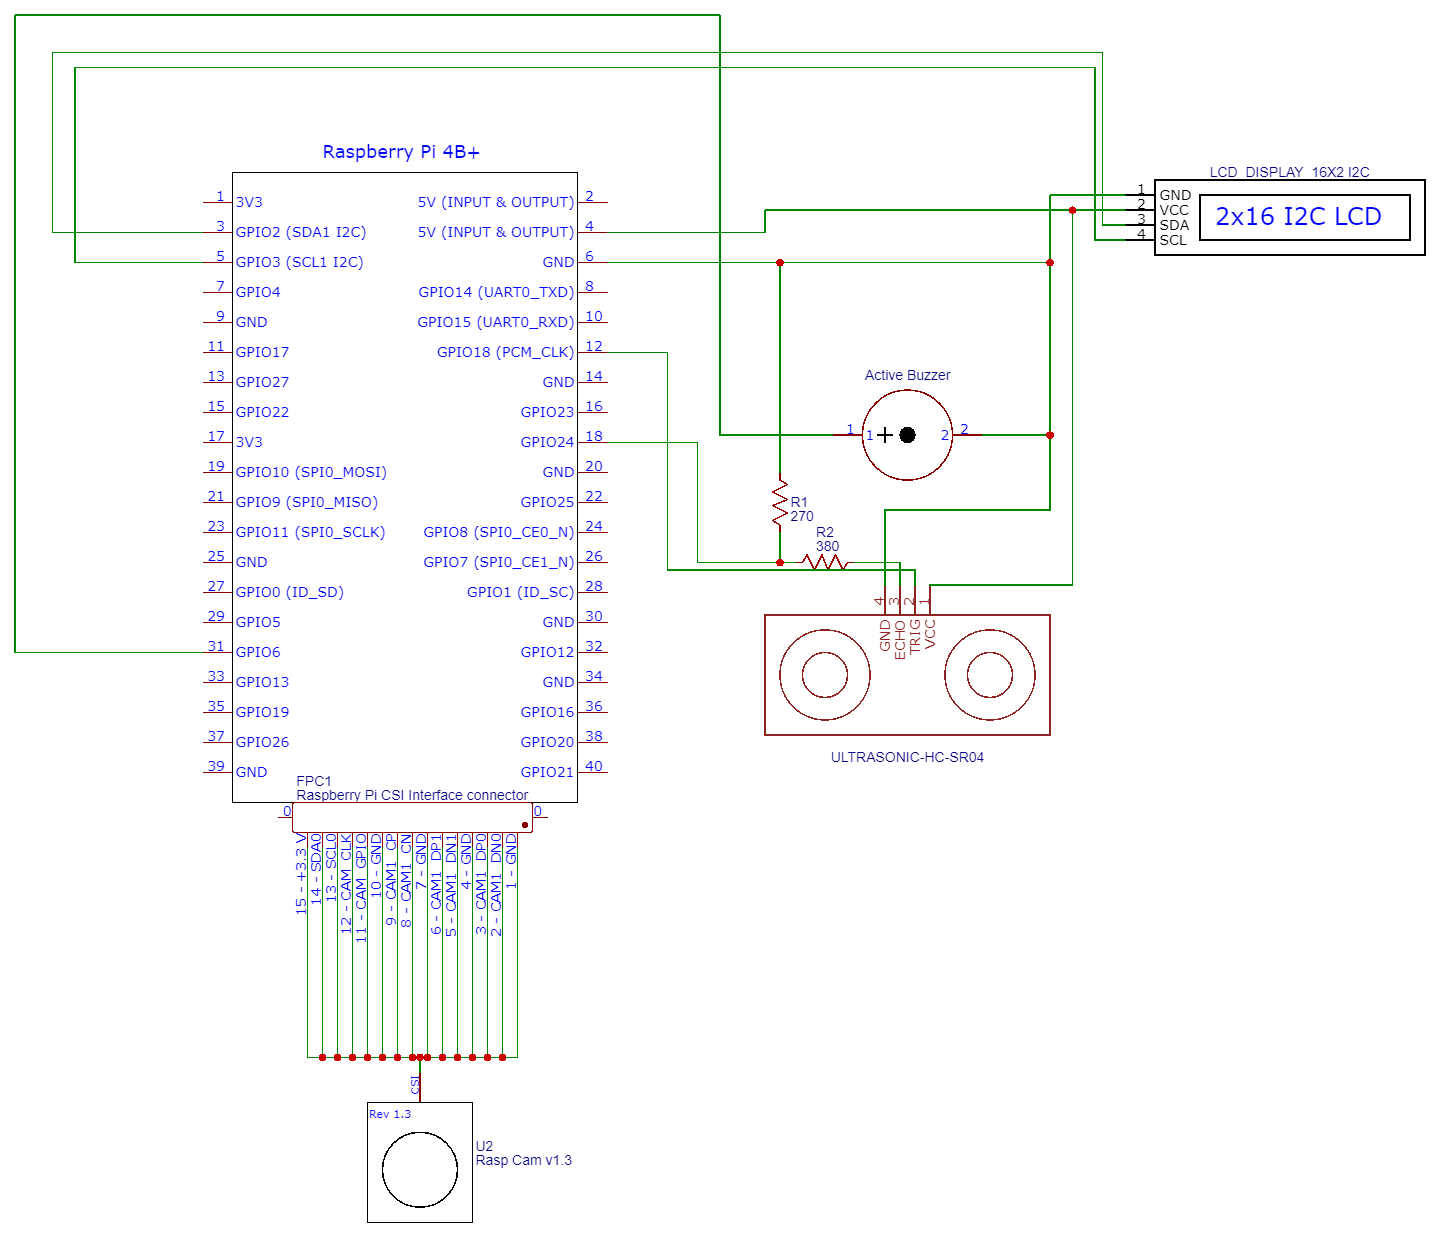 Raspberry Pi 4B+
1 3V3 5V (INPUT & OUTPUT) 2
3 GPIO2 (SDA1 I2C) 5V (INPUT & OUTPUT) 4
5 GPIO3 (SCL1 I2C) GND 6
7 GPIO4 GPIO14 (UART0_TXD) 8
9 GND GPIO15 (UART0_RXD) 10
11 GPIO17 GPIO18 (PCM_CLK) 12
13 GPIO27 GND 14
15 GPIO22 GPIO23 16
17 3V3 GPIO24 18
19 GPIO10 (SPI0_MOSI) GND 20
21 GPIO9 (SPI0_MISO) GPIO25 22
23 GPIO11 (SPI0_SCLK) GPIO8 (SPI0_CE0_N) 24
25 GND GPIO7 (SPI0_CE1_N) 26
27 GPIO0 (ID_SD) GPIO1 (ID_SC) 28
29 GPIO5 GND 30
31 GPIO6 GPIO12 32
33 GPIO13 GND 34
35 GPIO19 GPIO16 36
37 GPIO26 GPIO20 38
39 GND GPIO21 40
FPC1
Raspberry Pi CSI Interface connector
0 0
15 - +3.3 V
14 - SDA0
13 - SCL0
12 - CAM_CLK
11 - CAM_GPIO
10 - GND
9 - CAM1_CP
8 - CAM1_CN
7 - GND
6 - CAM1_DP1
5 - CAM1_DN1
4 - GND
3 - CAM1_DP0
2 - CAM1_DN0
1 - GND
CSI
Rev 1.3
U2
Rasp Cam v1.3
LCD_DISPLAY_16X2 I2C
1 GND
2 VCC
3 SDA
4 SCL
2x16 I2C LCD
Active Buzzer
1 1 + 2 2
R1
270
R2
380
4 3 2 1
GND
ECHO
TRIG
VCC
ULTRASONIC-HC-SR04